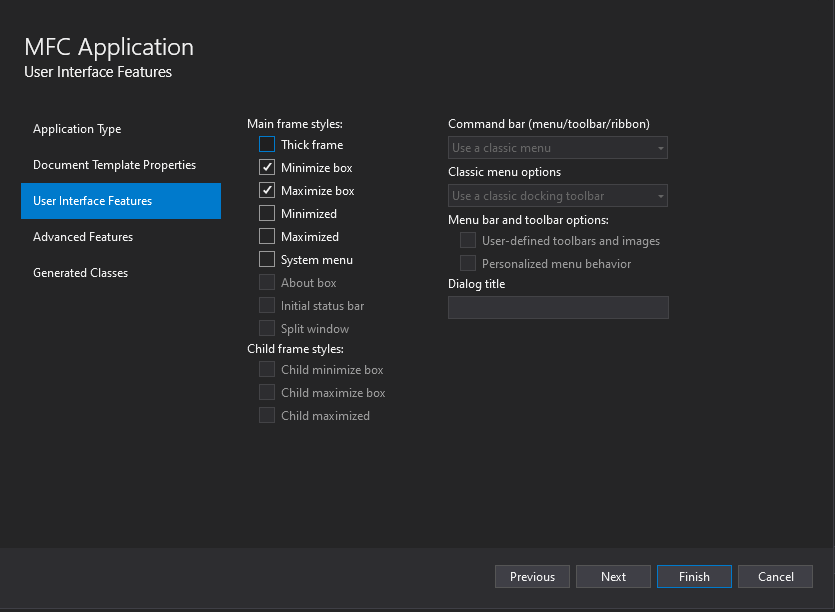 MFC Application
User Interface Features
Application Type
Document Template Properties
User Interface Features
Advanced Features
Generated Classes
Main frame styles:
Thick frame
Minimize box
Maximize box
Minimized
Maximized
System menu
About box
Initial status bar
Split window
Child frame styles:
Child minimize box
Child maximize box
Child maximized
Command bar (menu/toolbar/ribbon)
Use a classic menu
Classic menu options
Use a classic docking toolbar
Menu bar and toolbar options:
User-defined toolbars and images
Personalized menu behavior
Dialog title
Previous
Next
Finish
Cancel